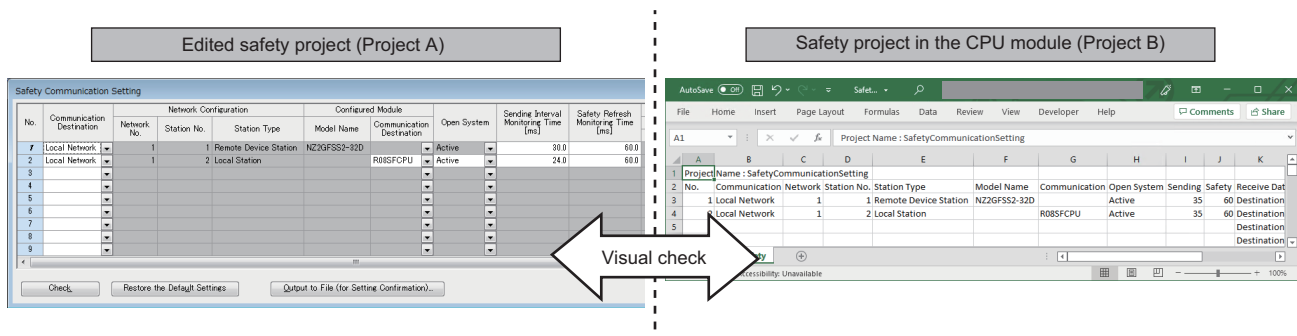 Edited safety project (Project A)
Safety project in the CPU module (Project B)
Safety Communication Setting
No. Communication Destination Network Configuration Configured Module Open System Sending Interval Monitoring Time [ms] Safety Refresh Monitoring Time [ms]
Network No. Station No. Station Type Model Name Communication Destination
1 Local Network 1 1 Remote Device Station NZ2GFSS2-32D Active 30.0 60.0
2 Local Network 1 2 Local Station R08SFCPU Active 24.0 60.0
3
4
5
6
7
8
9
Check Restore the Default Settings Output to File (for Setting Confirmation)...
Visual check
AutoSave Off Safet...
File Home Insert Page Layout Formulas Data Review View Developer Help Comments Share
A1 fx Project Name : SafetyCommunicationSetting
A B C D E F G H I J K
1 Project Name : SafetyCommunicationSetting
2 No. Communication Network Station No. Station Type Model Name Communication Open System Sending Safety Receive Dat
3 1 Local Network 1 1 Remote Device Station NZ2GFSS2-32D Active 35 60 Destination
4 2 Local Network 1 2 Local Station R08SFCPU Active 35 60 Destination
5 Destination
Destination
Accessibility: Unavailable 100%